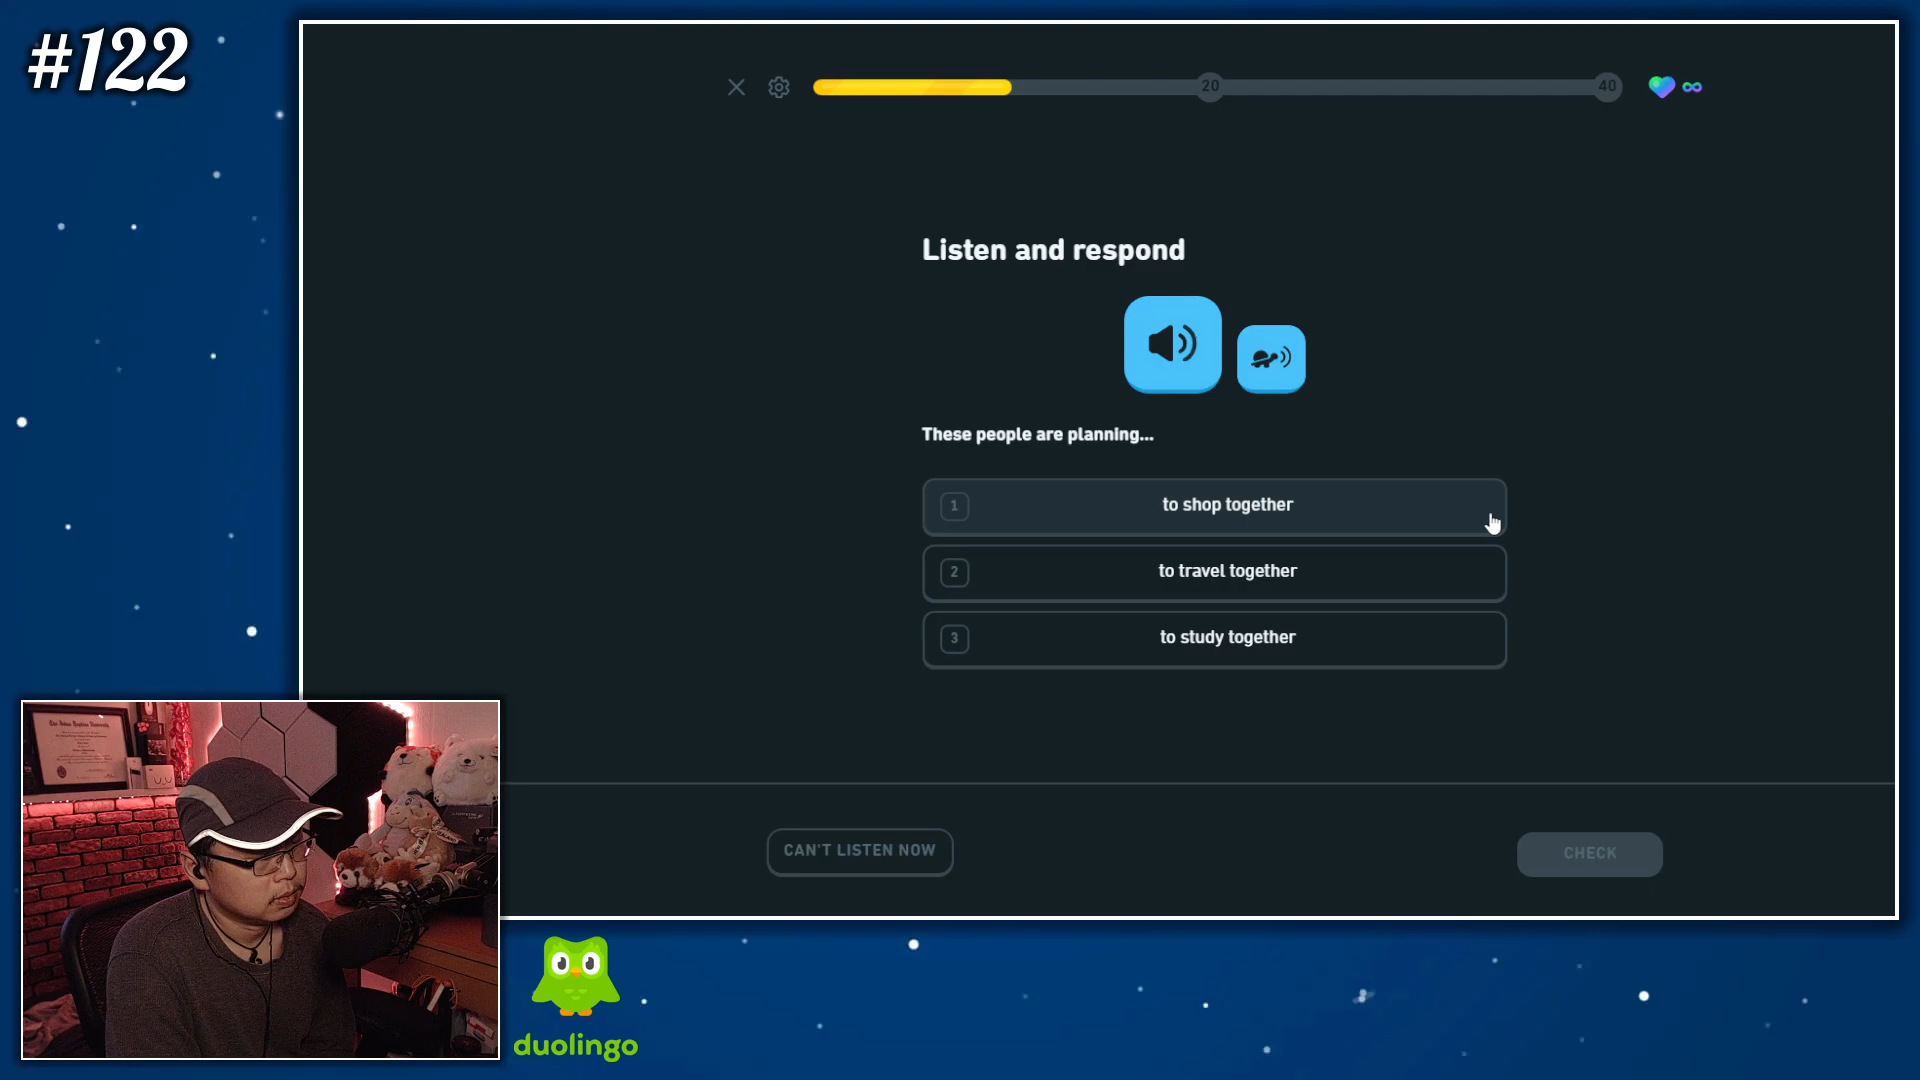 #122
20
40
Listen and respond
These people are planning...
1
to shop together
2
to travel together
3
to study together
CAN'T LISTEN NOW
CHECK
duolingo